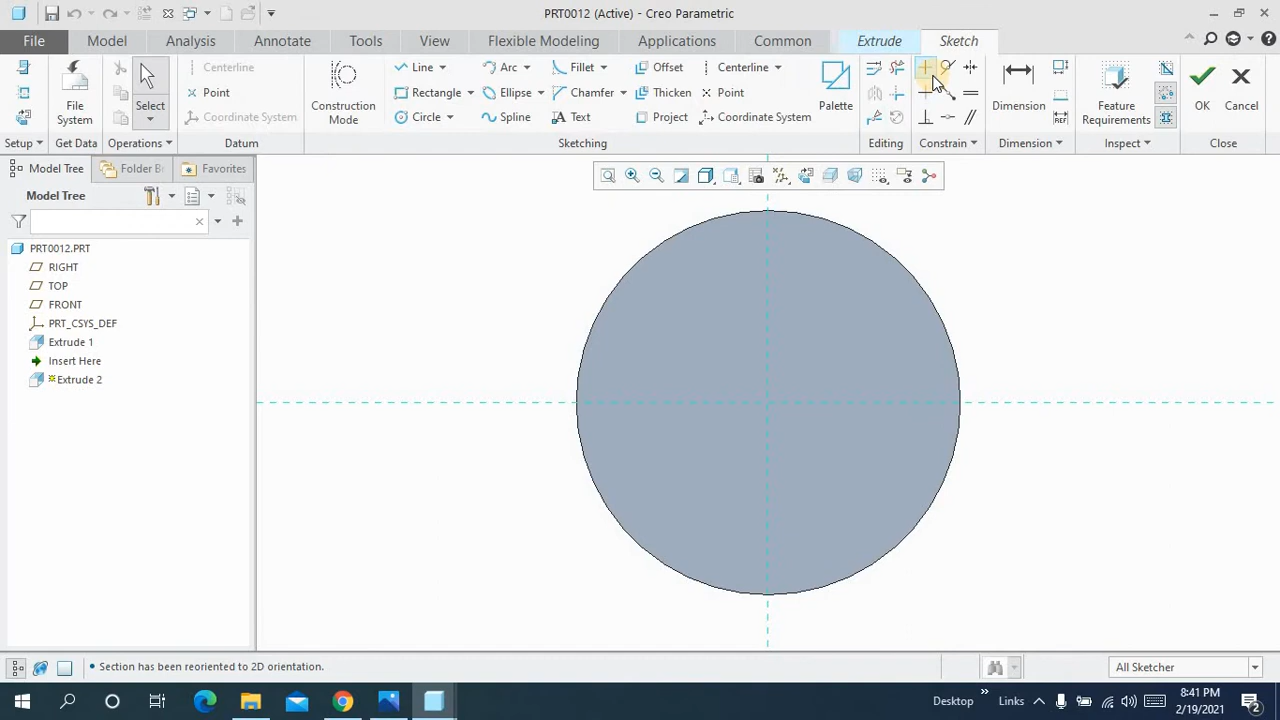 PRT0012 (Active) - Creo Parametric
File Model Analysis Annotate Tools View Flexible Modeling Applications Common Extrude Sketch
File System
Select
Centerline
Point
Coordinate System
Construction Mode
Line
Rectangle
Circle
Arc
Ellipse
Spline
Fillet
Chamfer
Text
Offset
Thicken
Project
Centerline
Point
Coordinate System
Palette
Dimension
Feature Requirements
OK
Cancel
Setup Get Data Operations Datum Sketching Editing Constrain Dimension Inspect Close
Model Tree Folder Br Favorites
Model Tree
PRT0012.PRT
RIGHT
TOP
FRONT
PRT_CSYS_DEF
Extrude 1
Insert Here
Extrude 2
• Section has been reoriented to 2D orientation.
All Sketcher
Desktop » Links
8:41 PM
2/19/2021
2